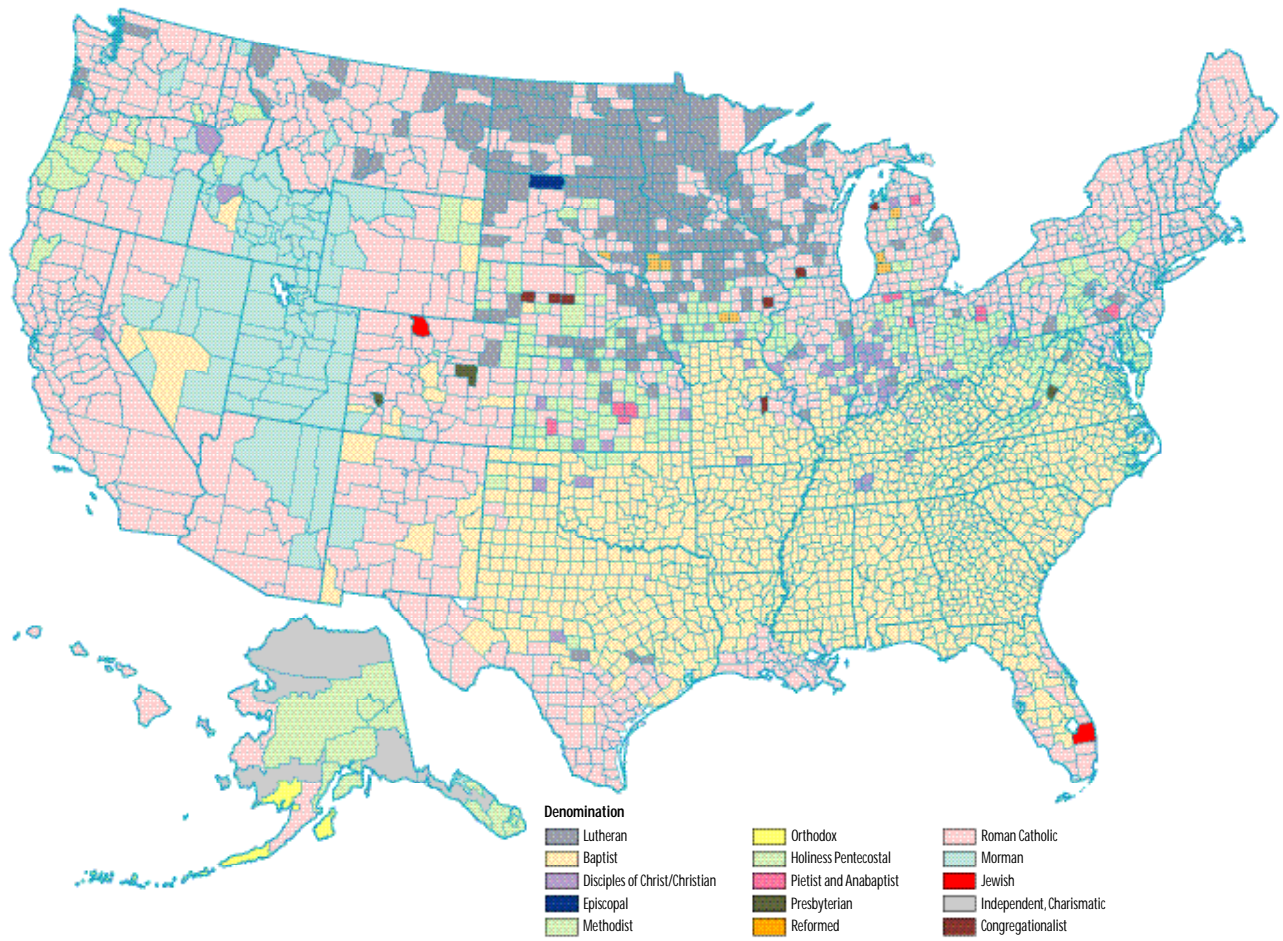 Denomination
Lutheran
Baptist
Disciples of Christ/Christian
Episcopal
Methodist
Orthodox
Holiness Pentecostal
Pietist and Anabaptist
Presbyterian
Reformed
Roman Catholic
Morman
Jewish
Independent, Charismatic
Congregationalist